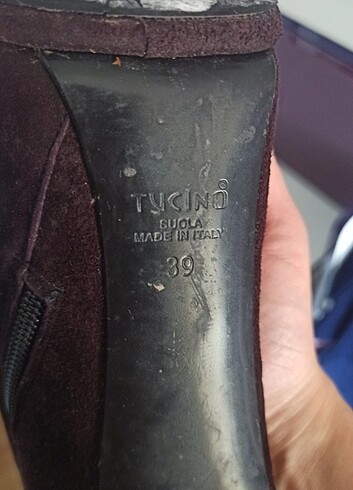 TUCINO
SUOLA
MADE IN ITALY
39